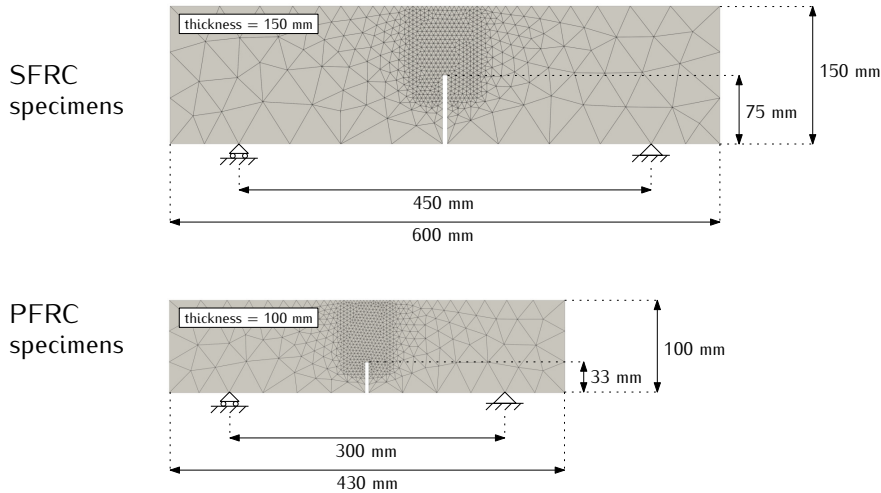 thickness = 150 mm
SFRC
specimens
150 mm
75 mm
450 mm
600 mm
PFRC
specimens
thickness = 100 mm
100 mm
33 mm
300 mm
430 mm